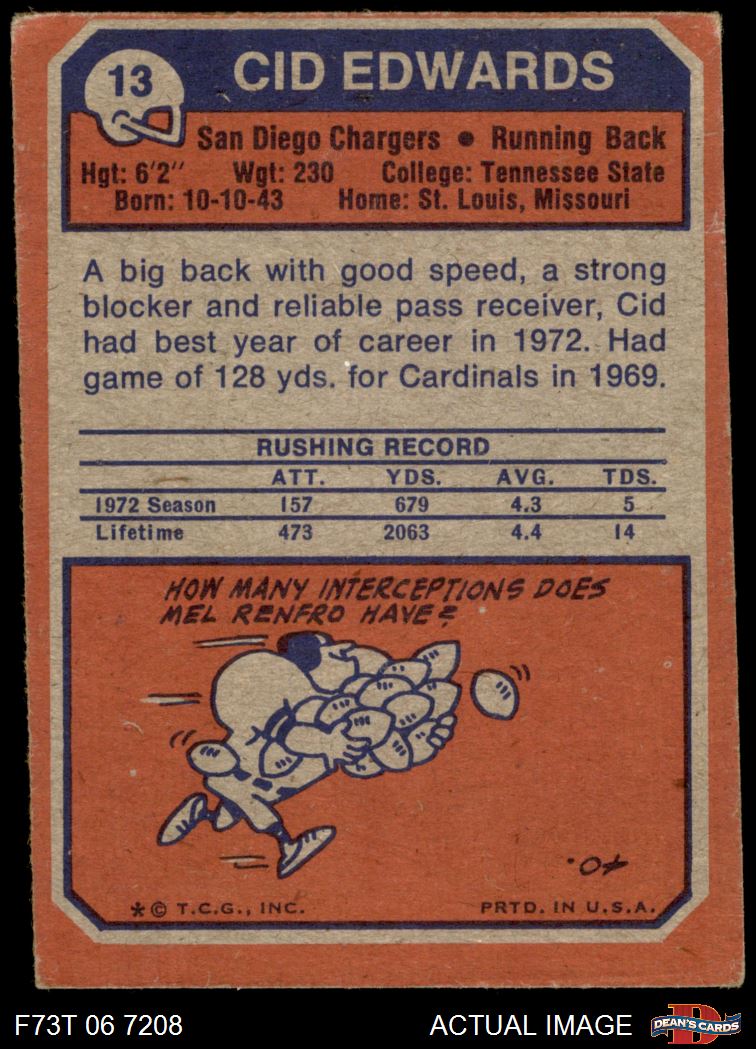 13
CID EDWARDS
San Diego Chargers • Running Back
Hgt: 6'2" Wgt: 230 College: Tennessee State
Born: 10-10-43 Home: St. Louis, Missouri
A big back with good speed, a strong
blocker and reliable pass receiver, Cid
had best year of career in 1972. Had
game of 128 yds. for Cardinals in 1969.
RUSHING RECORD
ATT. YDS. AVG. TDS.
1972 Season 157 679 4.3 5
Lifetime 473 2063 4.4 14
HOW MANY INTERCEPTIONS DOES
MEL RENFRO HAVE?
40.
* © T.C.G., INC. PRTD. IN U.S.A.
F73T 06 7208 ACTUAL IMAGE D DEAN'S CARDS